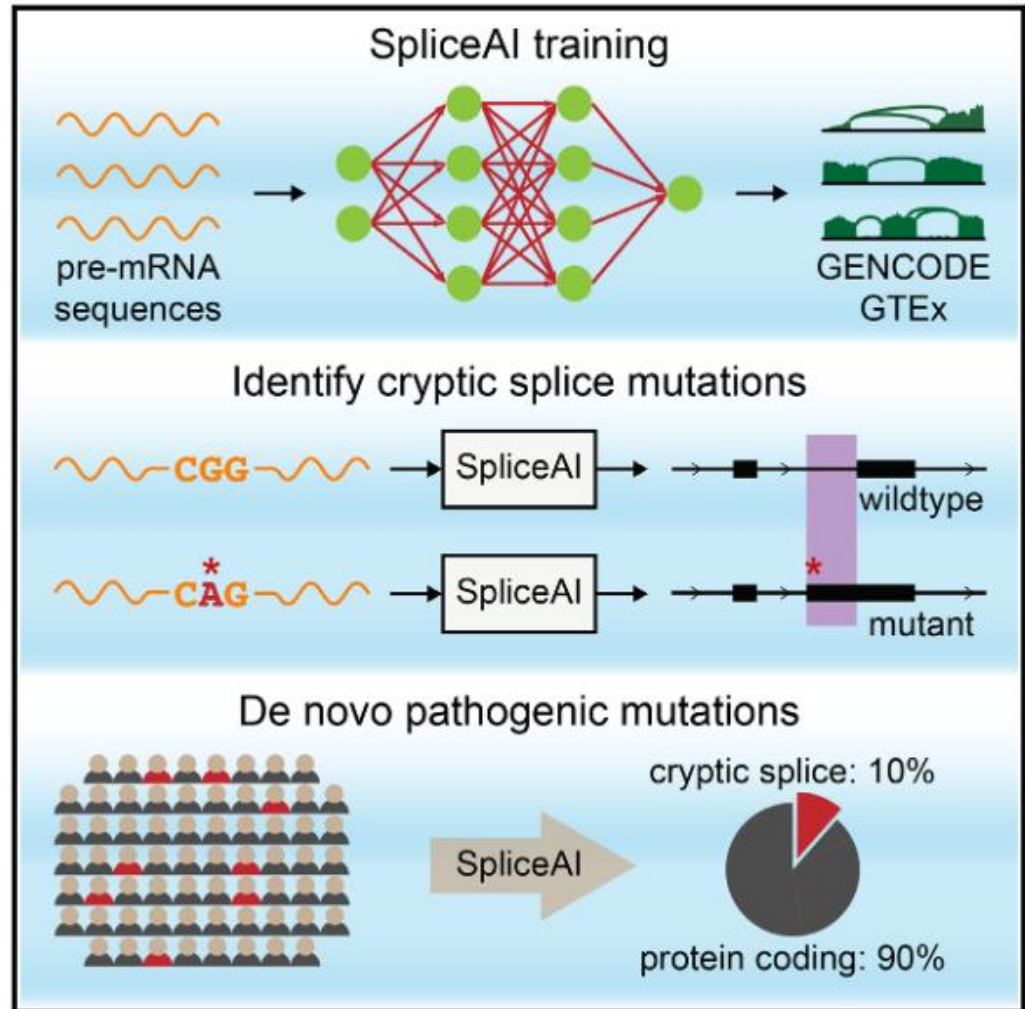 SpliceAI training
pre-mRNA
sequences
GENCODE
GTEx
Identify cryptic splice mutations
CGG
SpliceAI
wildtype
*
*
CAG
SpliceAI
mutant
De novo pathogenic mutations
cryptic splice: 10%
SpliceAI
protein coding: 90%